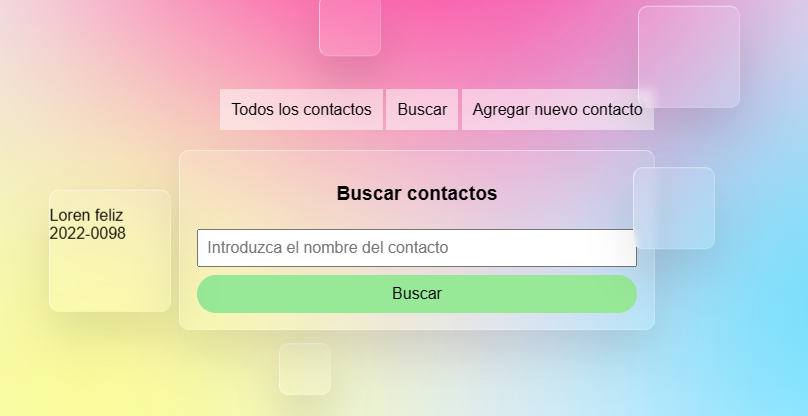 Todos los contactos
Buscar
Agregar nuevo contacto
Buscar contactos
Loren feliz
2022-0098
Introduzca el nombre del contacto
Buscar